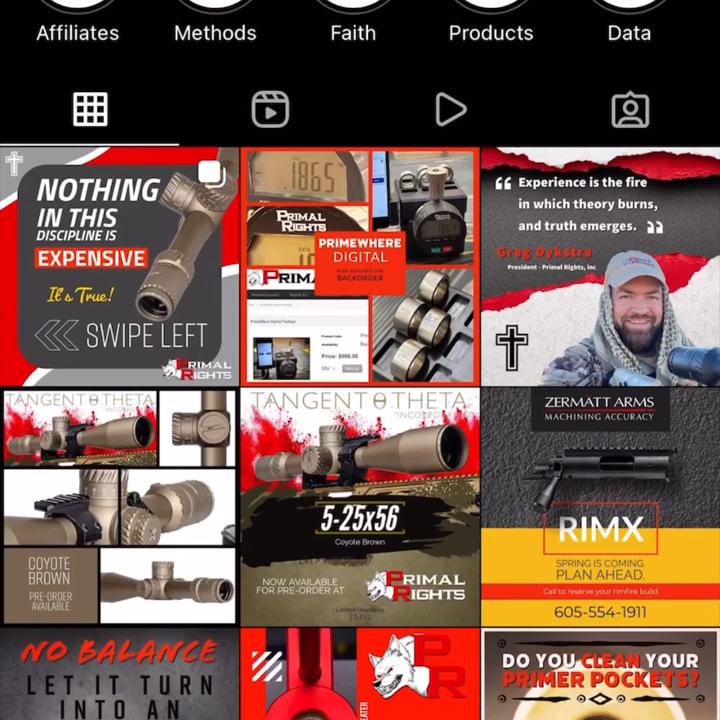 Affiliates
Methods
Faith
Products
Data
NOTHING
IN THIS
DISCIPLINE IS
EXPENSIVE
It's True!
SWIPE LEFT
PRIMAL
RIGHTS
1865
PRIMAL
RIGHTS
PRIMEWHERE
DIGITAL
NOW AVAILABLE FOR
BACKORDER
PRIMA
Price: $900.00
“ Experience is the fire
in which theory burns,
and truth emerges. ”
Greg Dykstra
President - Primal Rights, inc
TANGENT θ THETA
INCORPO
COYOTE
BROWN
PRE-ORDER
AVAILABLE
TANGENT θ THETA
5-25x56
Coyote Brown
NOW AVAILABLE
FOR PRE-ORDER AT
PRIMAL
RIGHTS
ZERMATT ARMS
MACHINING ACCURACY
RIMX
SPRING IS COMING.
PLAN AHEAD.
Call to reserve your rimfire build
605-554-1911
NO BALANCE
LET IT TURN
INTO AN
PR
DO YOU CLEAN YOUR
PRIMER POCKETS?